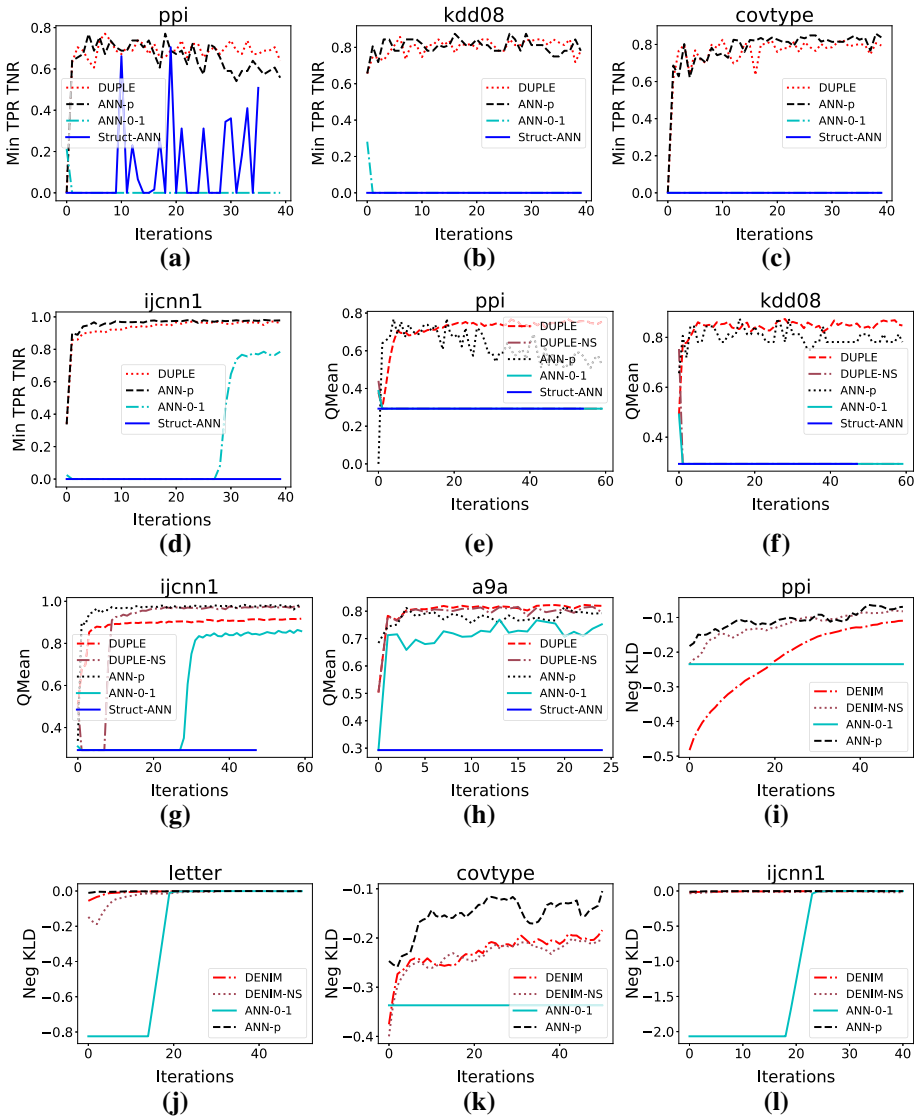 ppi
kdd08
covtype
0.8
0.6
0.4
0.2
0.0
Min TPR TNR
DUPLE
ANN-p
ANN-0-1
Struct-ANN
0 10 20 30 40
Iterations
(a)
0.8
0.6
0.4
0.2
0.0
Min TPR TNR
DUPLE
ANN-p
ANN-0-1
Struct-ANN
0 10 20 30 40
Iterations
(b)
0.8
0.6
0.4
0.2
0.0
Min TPR TNR
DUPLE
ANN-p
ANN-0-1
Struct-ANN
0 10 20 30 40
Iterations
(c)
ijcnn1
1.0
0.8
0.6
0.4
0.2
0.0
Min TPR TNR
DUPLE
ANN-p
ANN-0-1
Struct-ANN
0 10 20 30 40
Iterations
(d)
ppi
0.8
0.6
0.4
0.2
0.0
QMean
DUPLE
DUPLE-NS
ANN-p
ANN-0-1
Struct-ANN
0 20 40 60
Iterations
(e)
kdd08
0.8
0.6
0.4
QMean
DUPLE
DUPLE-NS
ANN-p
ANN-0-1
Struct-ANN
0 20 40 60
Iterations
(f)
ijcnn1
1.0
0.8
0.6
0.4
QMean
DUPLE
DUPLE-NS
ANN-p
ANN-0-1
Struct-ANN
0 20 40 60
Iterations
(g)
a9a
0.8
0.7
0.6
0.5
0.4
0.3
QMean
DUPLE
DUPLE-NS
ANN-p
ANN-0-1
Struct-ANN
0 5 10 15 20 25
Iterations
(h)
ppi
−0.1
−0.2
−0.3
−0.4
−0.5
Neg KLD
DENIM
DENIM-NS
ANN-0-1
ANN-p
0 20 40
Iterations
(i)
letter
0.0
−0.2
−0.4
−0.6
−0.8
Neg KLD
DENIM
DENIM-NS
ANN-0-1
ANN-p
0 20 40
Iterations
(j)
covtype
−0.1
−0.2
−0.3
−0.4
Neg KLD
DENIM
DENIM-NS
ANN-0-1
ANN-p
0 20 40
Iterations
(k)
ijcnn1
0.0
−0.5
−1.0
−1.5
−2.0
Neg KLD
DENIM
DENIM-NS
ANN-0-1
ANN-p
0 10 20 30 40
Iterations
(l)